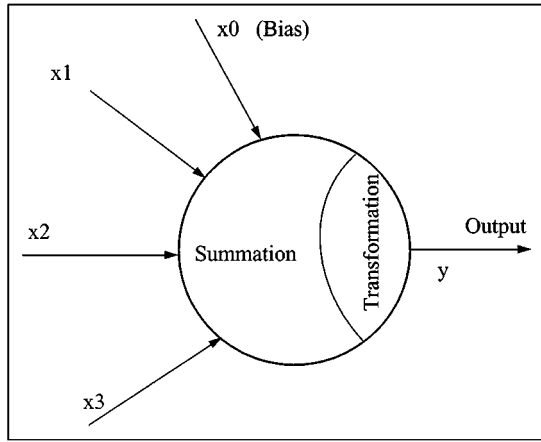 x0 (Bias)
x1
x2
Summation
Transformation
Output
y
x3